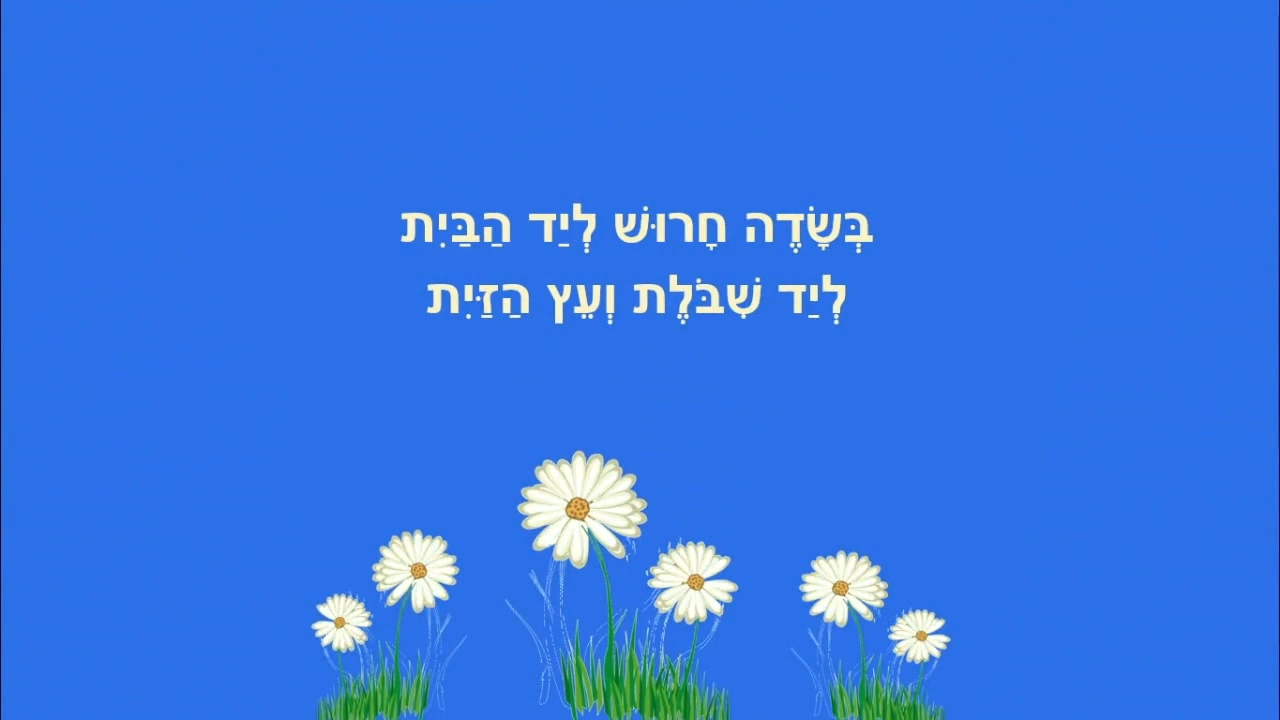 בְּשָׂדֶה חָרוּשׁ לְיַד הַבַּיִת
לְיַד שִׁבֹּלֶת וְעֵץ הַזַּיִת